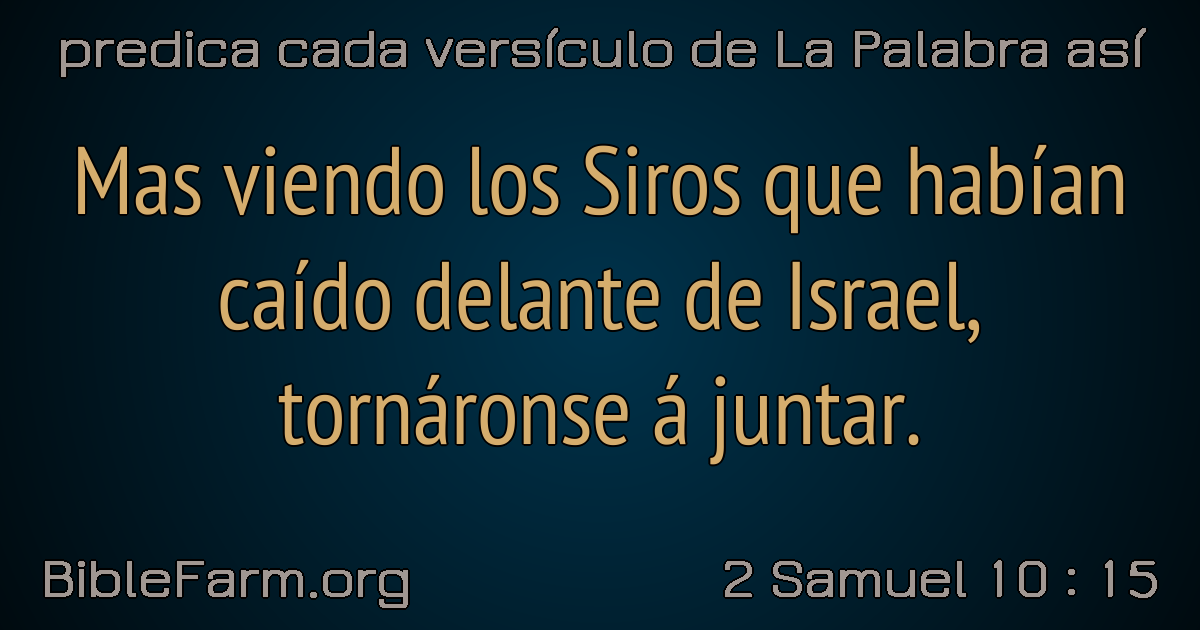 predica cada versículo de La Palabra así
Mas viendo los Siros que habían
caído delante de Israel,
tornáronse á juntar.
BibleFarm.org
2 Samuel 10 : 15